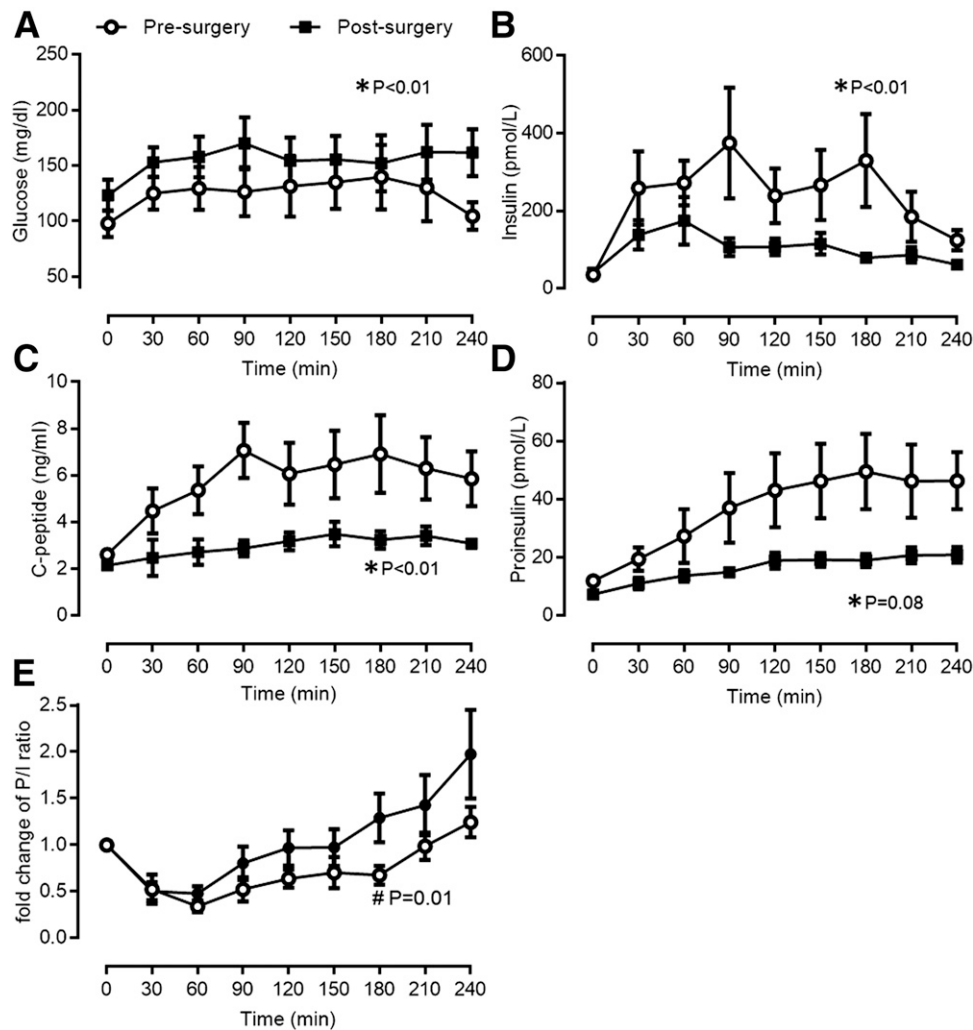 A
Pre-surgery
Post-surgery
B
250
200
150
100
50
Glucose (mg/dl)
* P<0.01
0 30 60 90 120 150 180 210 240
Time (min)
600
400
200
0
Insulin (pmol/L)
* P<0.01
0 30 60 90 120 150 180 210 240
Time (min)
C
10
8
6
4
2
0
C-peptide (ng/ml)
* P<0.01
0 30 60 90 120 150 180 210 240
Time (min)
D
80
60
40
20
0
Proinsulin (pmol/L)
* P=0.08
0 30 60 90 120 150 180 210 240
Time (min)
E
2.5
2.0
1.5
1.0
0.5
0.0
fold change of P/I ratio
# P=0.01
0 30 60 90 120 150 180 210 240
Time (min)